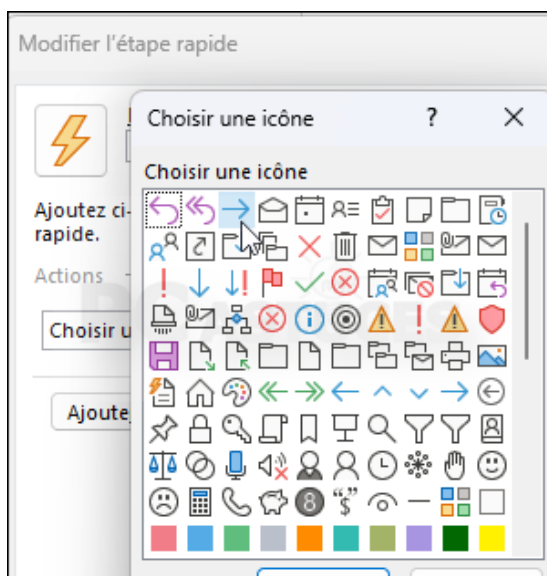 Modifier l'étape rapide
Choisir une icône ? ✕
Choisir une icône
Ajoutez ci-
rapide.
Actions
Choisir u
Ajoute